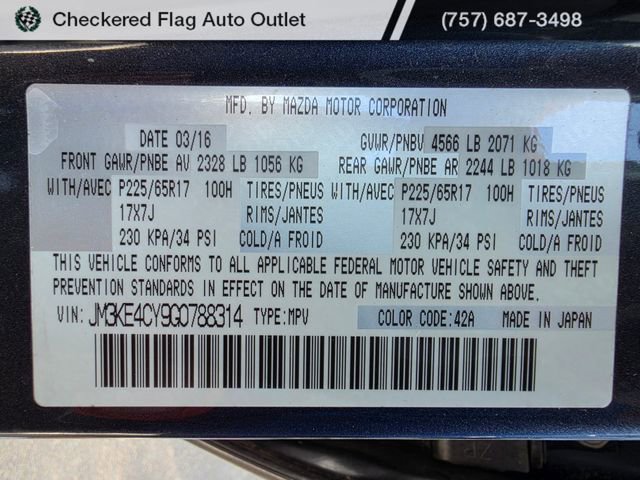 Checkered Flag Auto Outlet (757) 687-3498
MFD. BY MAZDA MOTOR CORPORATION
DATE 03/16 GVWR/PNBV 4566 LB 2071 KG
FRONT GAWR/PNBE AV 2328 LB 1056 KG REAR GAWR/PNBE AR 2244 LB 1018 KG
WITH/AVEC P225/65R17 100H TIRES/PNEUS WITH/AVEC P225/65R17 100H TIRES/PNEUS
17X7J RIMS/JANTES 17X7J RIMS/JANTES
230 KPA/34 PSI COLD/A FROID 230 KPA/34 PSI COLD/A FROID
THIS VEHICLE CONFORMS TO ALL APPLICABLE FEDERAL MOTOR VEHICLE SAFETY AND THEFT
PREVENTION STANDARDS IN EFFECT ON THE DATE OF MANUFACTURE SHOWN ABOVE.
VIN: JM3KE4CY9G0788314 TYPE:MPV COLOR CODE:42A MADE IN JAPAN